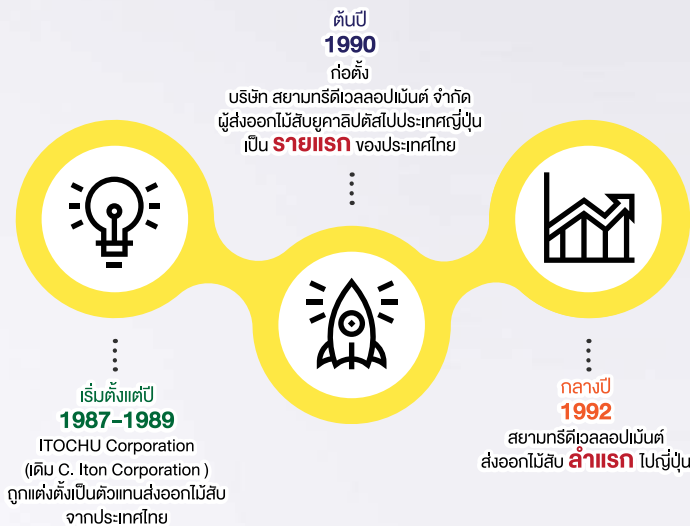 ต้นปี
1990
ก่อตั้ง
บริษัท สยามทรีดีเวลลอปเม้นต์ จำกัด
ผู้ส่งออกไม้สับยูคาลิปตัสไปประเทศญี่ปุ่น
เป็น รายแรก ของประเทศไทย
เริ่มตั้งแต่ปี
1987-1989
ITOCHU Corporation
(เดิม C. Iton Corporation )
ถูกแต่งตั้งเป็นตัวแทนส่งออกไม้สับ
จากประเทศไทย
กลางปี
1992
สยามทรีดีเวลลอปเม้นต์
ส่งออกไม้สับ ลำแรก ไปญี่ปุ่น